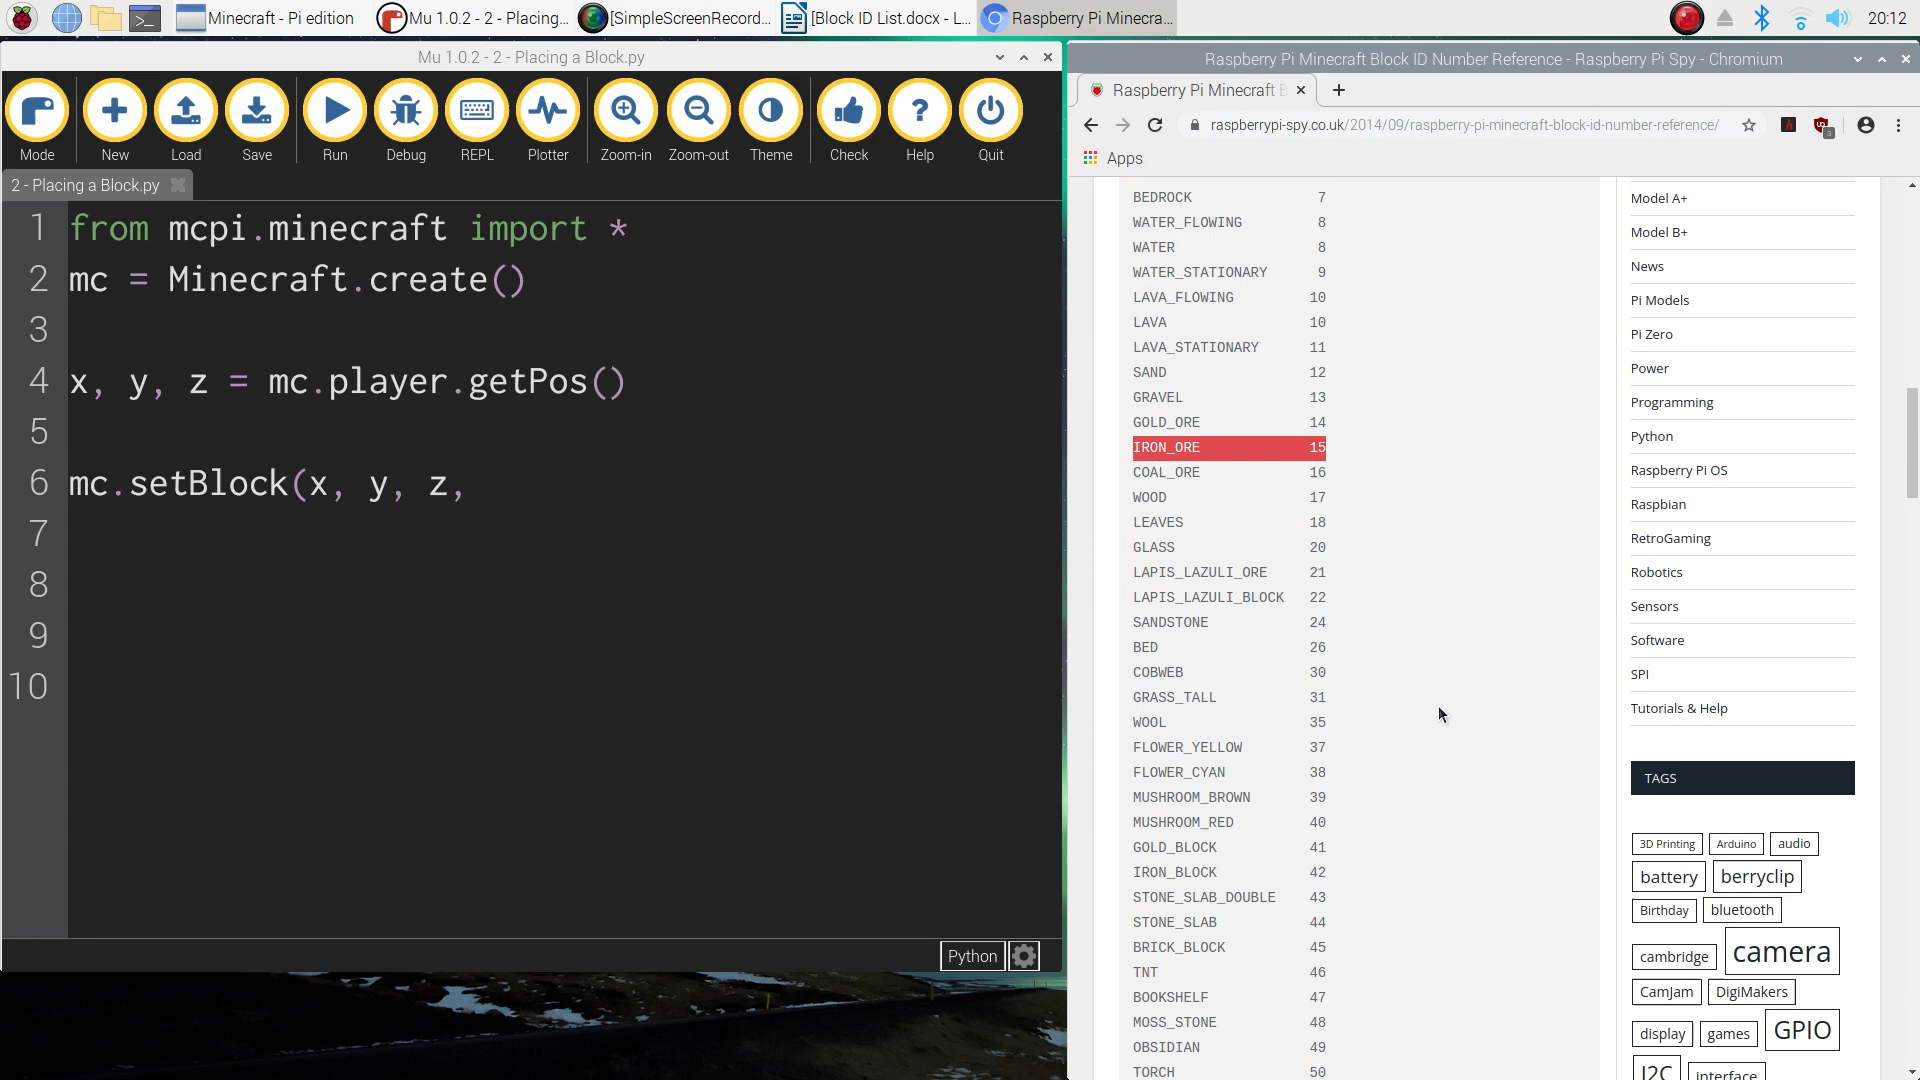 Minecraft - Pi edition
Mu 1.0.2 - 2 - Placing...
[SimpleScreenRecord...
[Block ID List.docx - L...
Raspberry Pi Minecra...
20:12
Mu 1.0.2 - 2 - Placing a Block.py
Mode
New
Load
Save
Run
Debug
REPL
Plotter
Zoom-in
Zoom-out
Theme
Check
Help
Quit
2 - Placing a Block.py
1 from mcpi.minecraft import *
2 mc = Minecraft.create()
3
4 x, y, z = mc.player.getPos()
5
6 mc.setBlock(x, y, z,
7
8
9
10
Python
Raspberry Pi Minecraft Block ID Number Reference - Raspberry Pi Spy - Chromium
Raspberry Pi Minecraft
raspberrypi-spy.co.uk/2014/09/raspberry-pi-minecraft-block-id-number-reference/
3
Apps
BEDROCK 7
WATER_FLOWING 8
WATER 8
WATER_STATIONARY 9
LAVA_FLOWING 10
LAVA 10
LAVA_STATIONARY 11
SAND 12
GRAVEL 13
GOLD_ORE 14
IRON_ORE 15
COAL_ORE 16
WOOD 17
LEAVES 18
GLASS 20
LAPIS_LAZULI_ORE 21
LAPIS_LAZULI_BLOCK 22
SANDSTONE 24
BED 26
COBWEB 30
GRASS_TALL 31
WOOL 35
FLOWER_YELLOW 37
FLOWER_CYAN 38
MUSHROOM_BROWN 39
MUSHROOM_RED 40
GOLD_BLOCK 41
IRON_BLOCK 42
STONE_SLAB_DOUBLE 43
STONE_SLAB 44
BRICK_BLOCK 45
TNT 46
BOOKSHELF 47
MOSS_STONE 48
OBSIDIAN 49
TORCH 50
Model A+
Model B+
News
Pi Models
Pi Zero
Power
Programming
Python
Raspberry Pi OS
Raspbian
RetroGaming
Robotics
Sensors
Software
SPI
Tutorials & Help
TAGS
3D Printing
Arduino
audio
battery
berryclip
Birthday
bluetooth
cambridge
camera
CamJam
DigiMakers
display
games
GPIO
I2C
interface